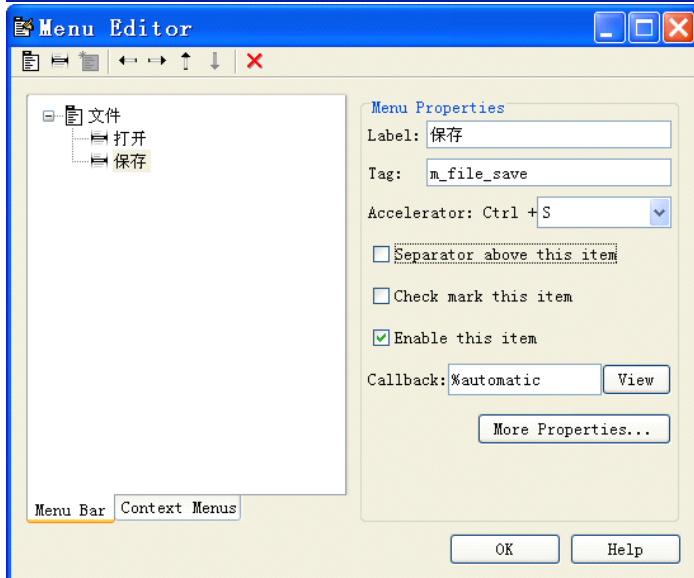 Menu Editor
文件
打开
保存
Menu Bar
Context Menus
Menu Properties
Label: 保存
Tag: m_file_save
Accelerator: Ctrl + S
Separator above this item
Check mark this item
Enable this item
Callback: %automatic View
More Properties...
OK
Help